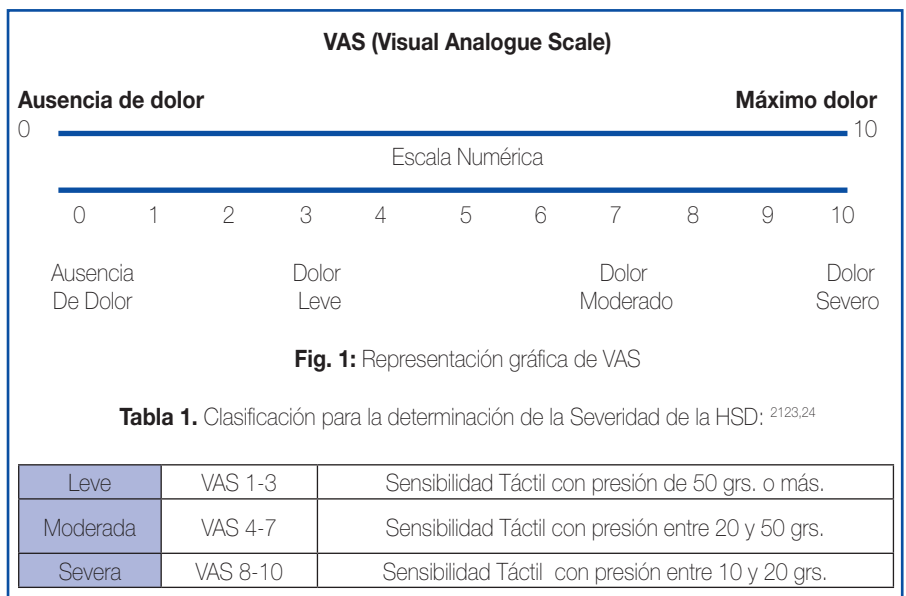 VAS (Visual Analogue Scale)
Ausencia de dolor Máximo dolor
0 10
Escala Numérica
0 1 2 3 4 5 6 7 8 9 10
Ausencia Dolor Dolor Dolor
De Dolor Leve Moderado Severo
Fig. 1: Representación gráfica de VAS
Tabla 1. Clasificación para la determinación de la Severidad de la HSD: 2123,24
Leve VAS 1-3 Sensibilidad Táctil con presión de 50 grs. o más.
Moderada VAS 4-7 Sensibilidad Táctil con presión entre 20 y 50 grs.
Severa VAS 8-10 Sensibilidad Táctil con presión entre 10 y 20 grs.